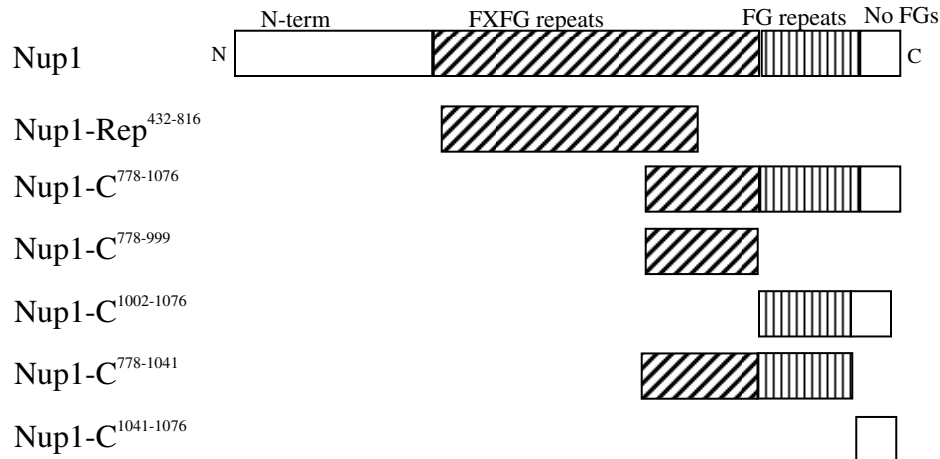 N-term FXFG repeats FG repeats No FGs
Nup1 N C
Nup1-Rep432-816
Nup1-C778-1076
Nup1-C778-999
Nup1-C1002-1076
Nup1-C778-1041
Nup1-C1041-1076